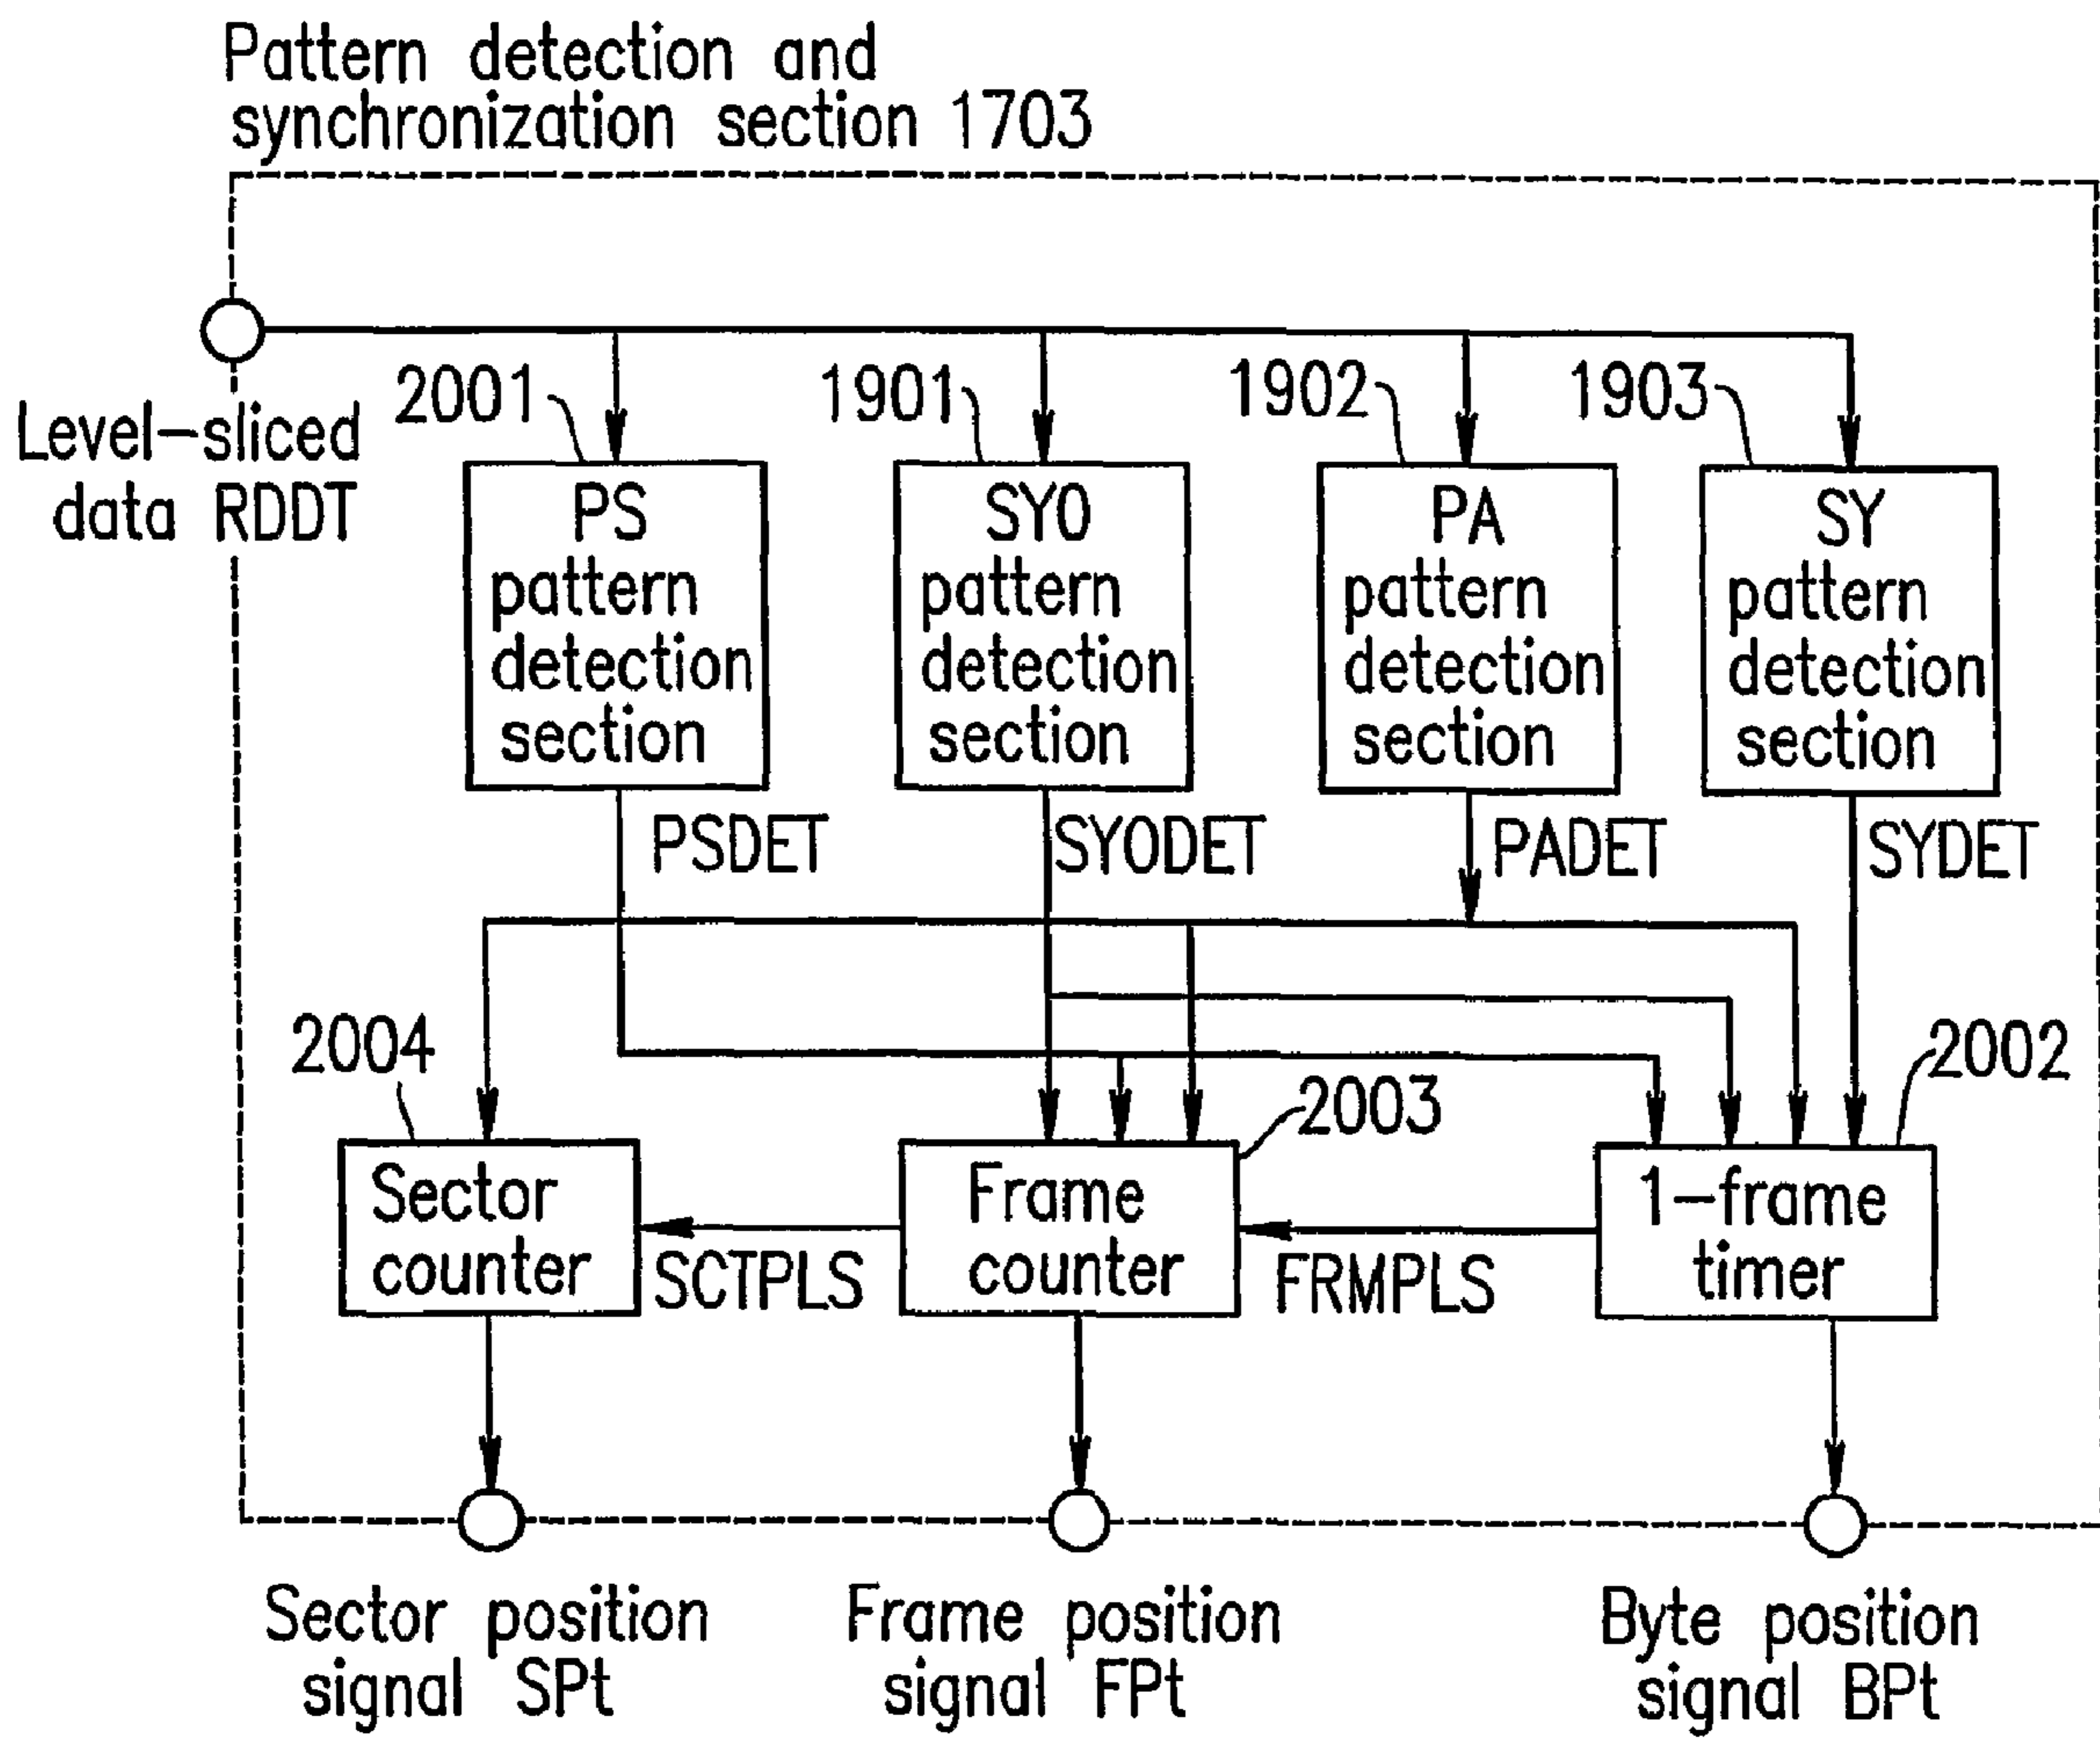 Pattern detection and
synchronization section 1703
Level-sliced
data RDDT
2001
1901
1902
1903
PS
pattern
detection
section
SY0
pattern
detection
section
PA
pattern
detection
section
SY
pattern
detection
section
PSDET
SY0DET
PADET
SYDET
2004
2003
2002
Sector
counter
SCTPLS
Frame
counter
FRMPLS
1-frame
timer
Sector position
signal SPt
Frame position
signal FPt
Byte position
signal BPt